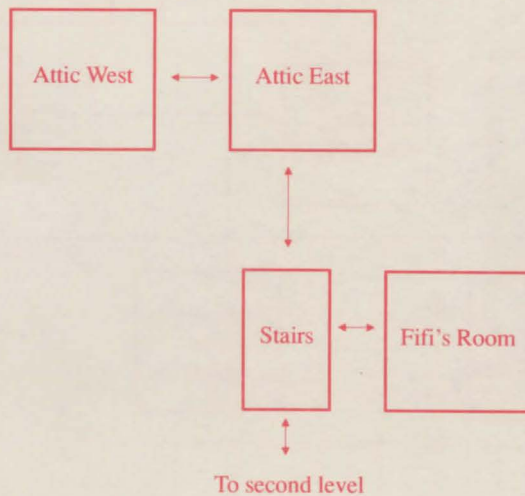 Attic West
Attic East
Stairs
Fifi's Room
To second level